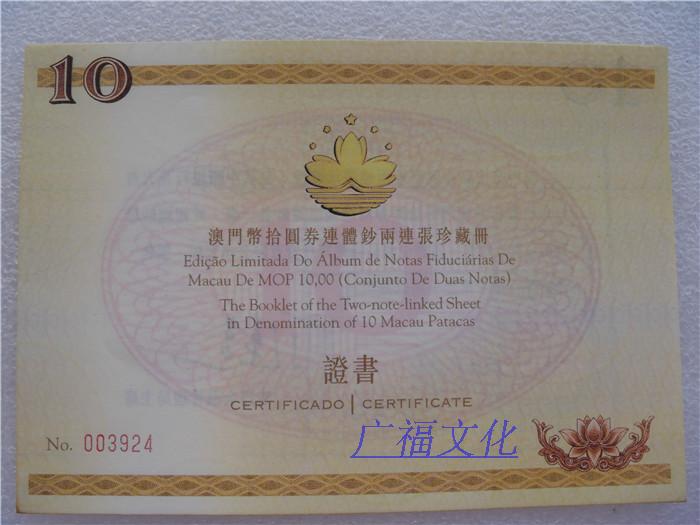 10
澳門幣拾圓券連體鈔兩連張珍藏冊
Edição Limitada Do Álbum de Notas Fiduciárias De
Macau De MOP 10,00 (Conjunto De Duas Notas)
The Booklet of the Two-note-linked Sheet
in Denomination of 10 Macau Patacas
證書
CERTIFICADO | CERTIFICATE
No. 003924
广福文化